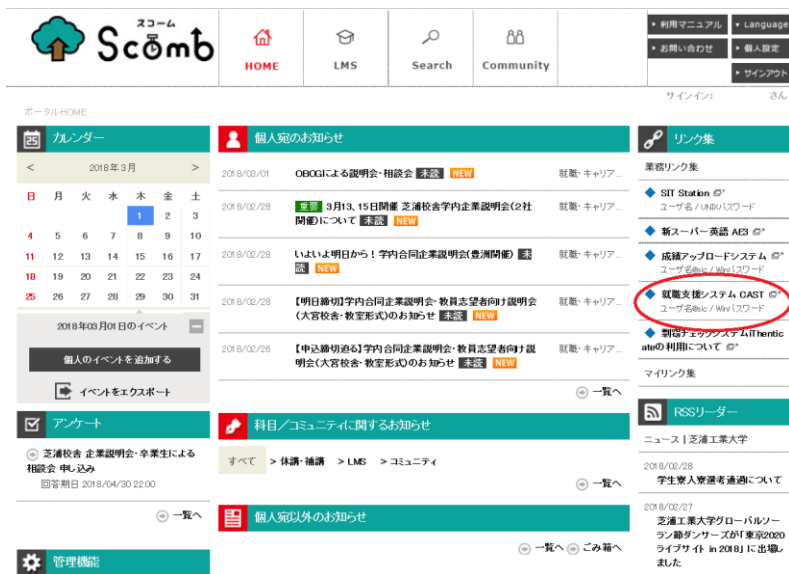 スコーム
Scomb
HOME
LMS
Search
Community
▸ 利用マニュアル
▸ Language
▸ お問い合わせ
▸ 個人設定
▸ サインアウト
サインイン: さん
ポータルHOME
カレンダー
< 2018年3月 >
日 月 火 水 木 金 土
1 2 3
4 5 6 7 8 9 10
11 12 13 14 15 16 17
18 19 20 21 22 23 24
25 26 27 28 29 30 31
2018年03月01日のイベント
個人のイベントを追加する
イベントをエクスポート
アンケート
芝浦校舎 企業説明会・卒業生による
相談会 申し込み
回答期日 2018/04/30 22:00
一覧へ
管理機能
個人宛のお知らせ
2018/03/01 OBOGによる説明会・相談会 未読 NEW 就職・キャリア...
2018/02/28 重要 3月13、15日開催 芝浦校舎学内企業説明会(2社 就職・キャリア...
開催)について 未読 NEW
2018/02/28 いよいよ明日から！学内合同企業説明会(豊洲開催) 未 就職・キャリア...
読 NEW
2018/02/28 【明日締切】学内合同企業説明会・教員志望者向け説明会 就職・キャリア...
(大宮校舎・教室形式)のお知らせ 未読 NEW
2018/02/26 【申込締切迫る】学内合同企業説明会・教員志望者向け説 就職・キャリア...
明会(大宮校舎・教室形式)のお知らせ 未読 NEW
一覧へ
科目/コミュニティに関するお知らせ
すべて > 休講・補講 > LMS > コミュニティ
一覧へ
個人宛以外のお知らせ
一覧へ ごみ箱へ
リンク集
業務リンク集
SIT Station
ユーザ名 / UNIXパスワード
新スーパー英語 AE3
成績アップロードシステム
ユーザ名@sic / Winパスワード
就職支援システム CAST
ユーザ名@sic / Winパスワード
剽窃チェックシステムiThentic
ateの利用について
マイリンク集
RSSリーダー
ニュース | 芝浦工業大学
2018/02/28
学生寮入寮選考通過について
2018/02/27
芝浦工業大学グローバルソー
ラン節ダンサーズが「東京2020
ライブサイト in 2018」に出場し
ました